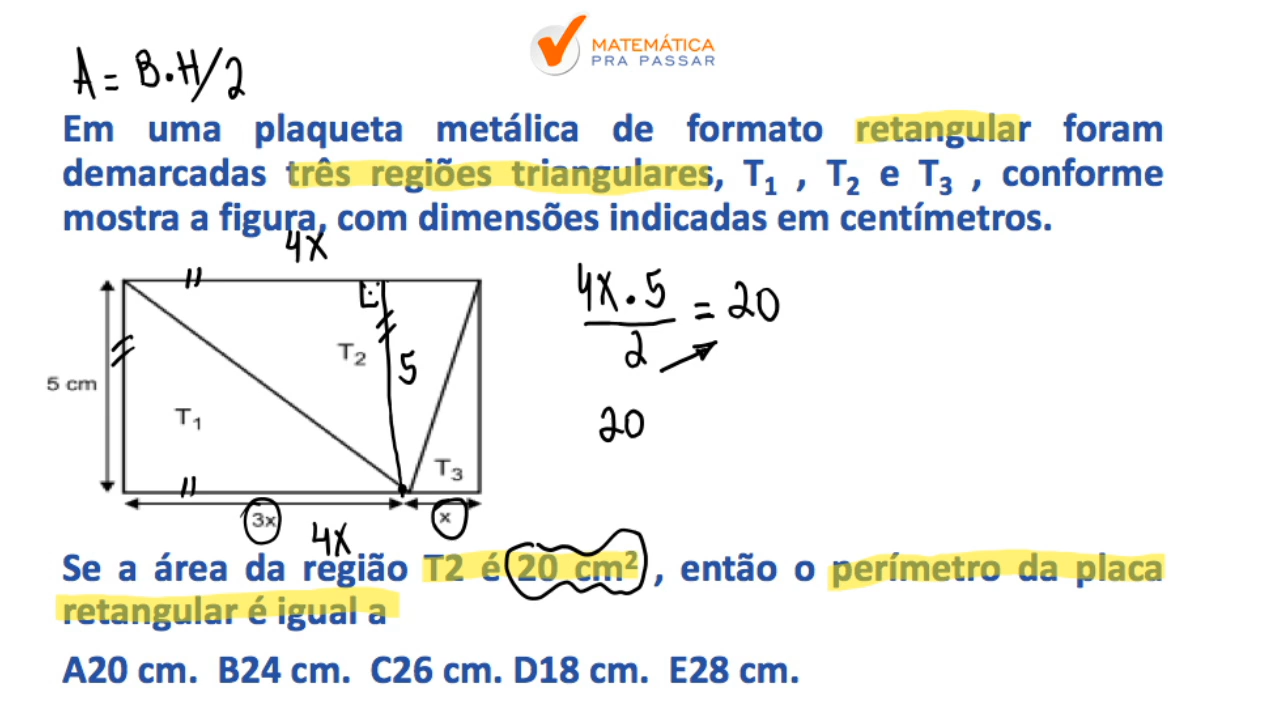 MATEMÁTICA
PRA PASSAR
A = B.H/2
Em uma plaqueta metálica de formato retangular foram
demarcadas três regiões triangulares, T1 , T2 e T3 , conforme
mostra a figura, com dimensões indicadas em centímetros.
4X
4X . 5 = 20
2
T2
5
5 cm
T1
20
T3
3x
x
4X
Se a área da região T2 é 20 cm² , então o perímetro da placa
retangular é igual a
A20 cm. B24 cm. C26 cm. D18 cm. E28 cm.